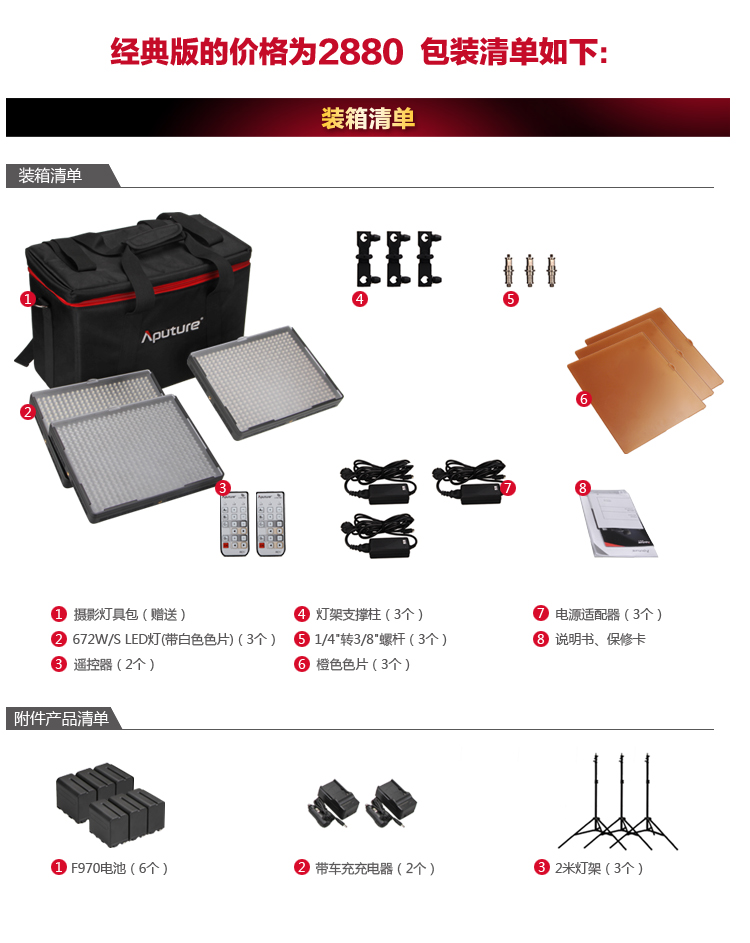 经典版的价格为2880 包装清单如下:
装箱清单
装箱清单
Aputure®
1
2
3
4
5
6
7
8
Aputure
Aputure
1 摄影灯具包（赠送）
2 672W/S LED灯(带白色色片)（3个）
3 遥控器（2个）
4 灯架支撑柱（3个）
5 1/4"转3/8"螺杆（3个）
6 橙色色片（3个）
7 电源适配器（3个）
8 说明书、保修卡
附件产品清单
1 F970电池（6个）
2 带车充充电器（2个）
3 2米灯架（3个）